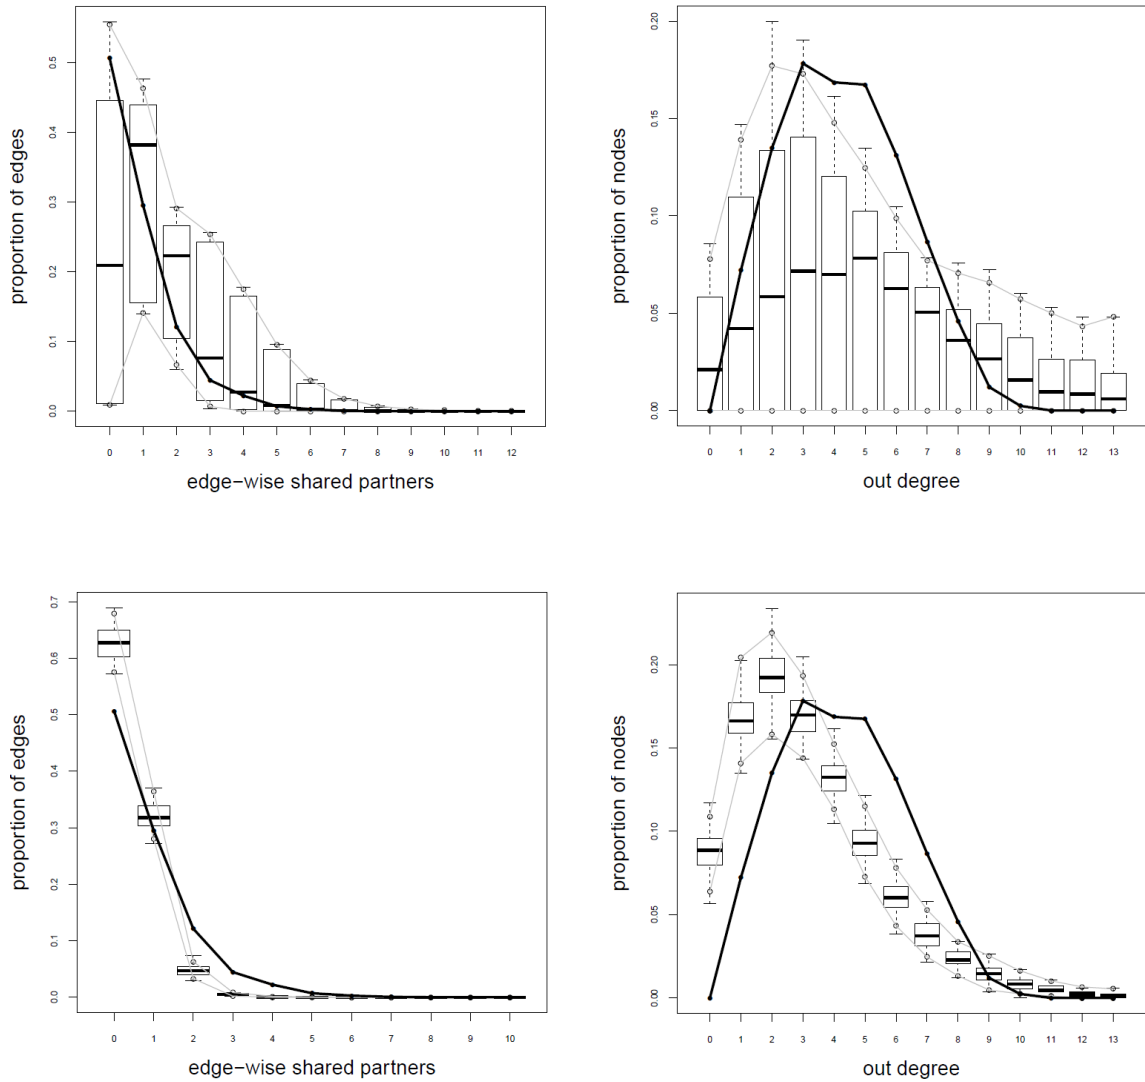 proportion of edges
0.0 0.1 0.2 0.3 0.4 0.5
0 1 2 3 4 5 6 7 8 9 10 11 12
edge−wise shared partners
proportion of nodes
0.00 0.05 0.10 0.15 0.20
0 1 2 3 4 5 6 7 8 9 10 11 12 13
out degree
proportion of edges
0.0 0.1 0.2 0.3 0.4 0.5 0.6 0.7
0 1 2 3 4 5 6 7 8 9 10
edge−wise shared partners
proportion of nodes
0.00 0.05 0.10 0.15 0.20
0 1 2 3 4 5 6 7 8 9 10 11 12 13
out degree